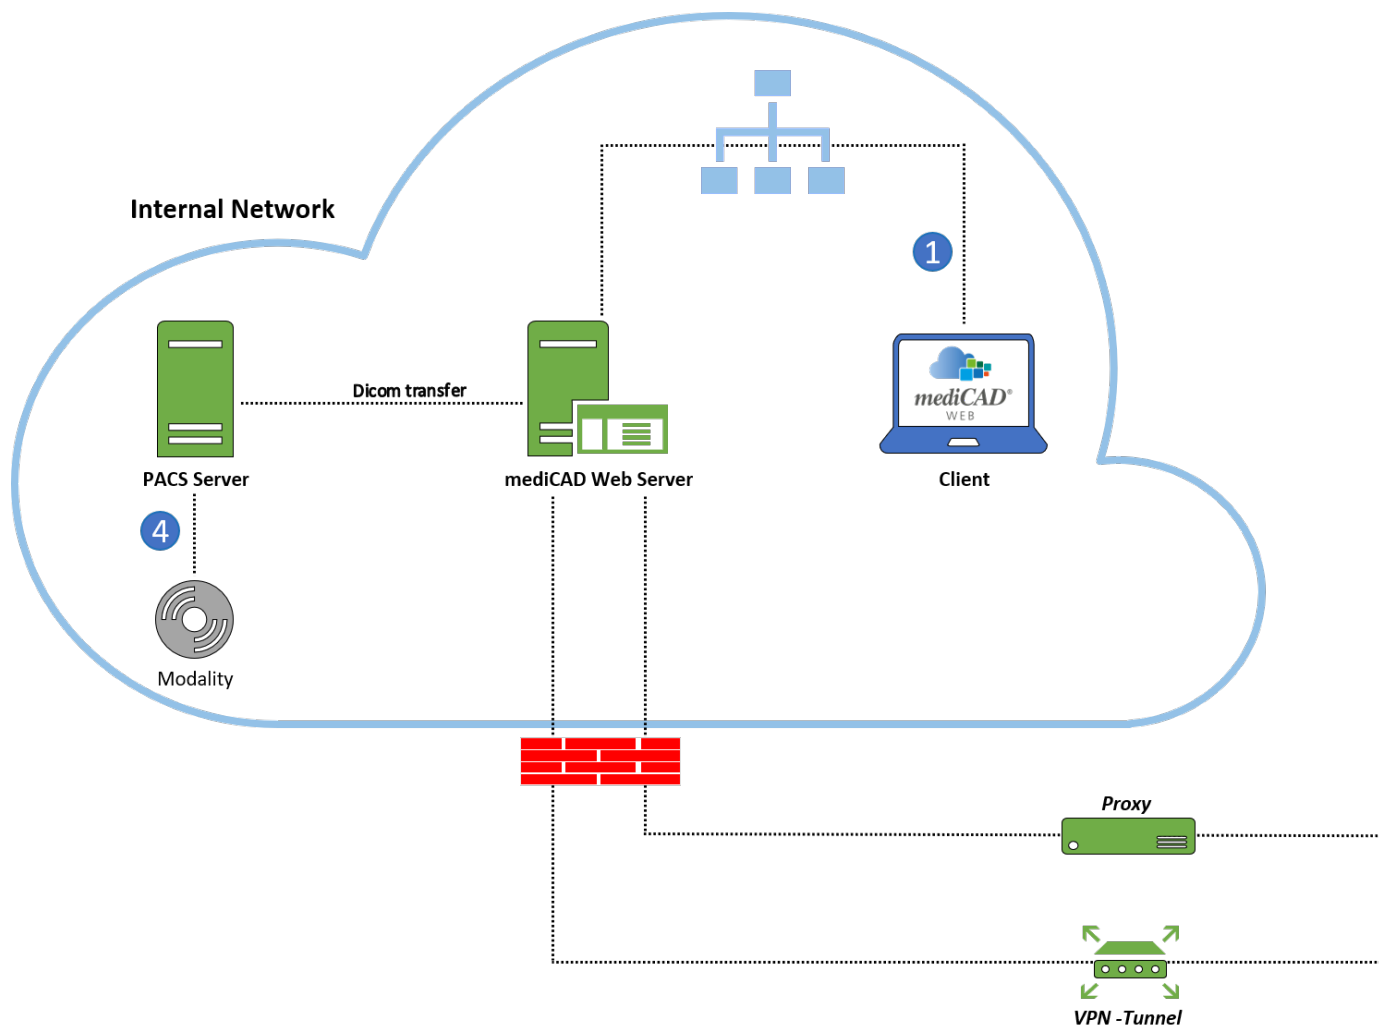 Internal Network
1
Dicom transfer
mediCAD®
WEB
PACS Server
mediCAD Web Server
Client
4
Modality
Proxy
VPN -Tunnel